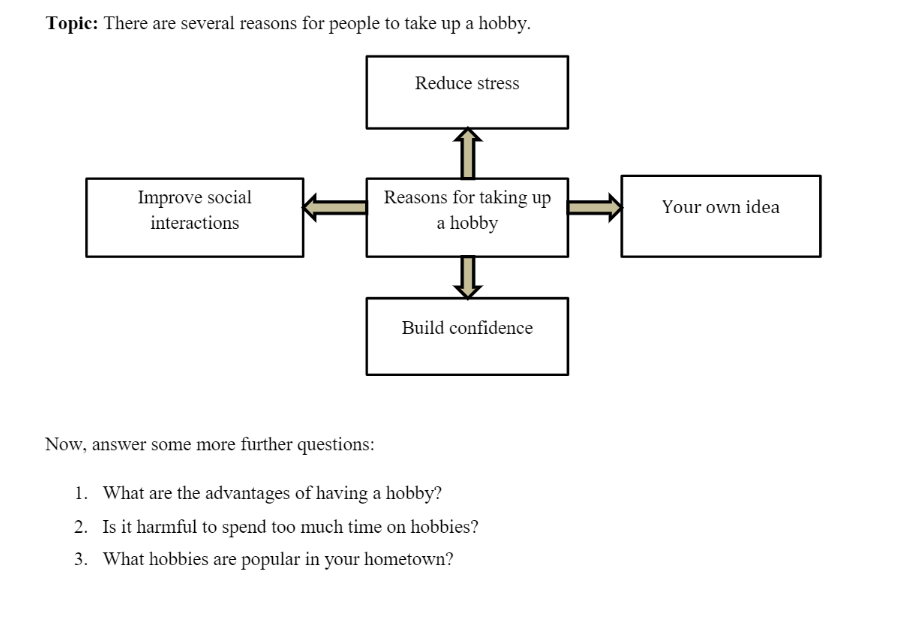 Topic: There are several reasons for people to take up a hobby.
Reduce stress
Improve social
interactions
Reasons for taking up
a hobby
Your own idea
Build confidence
Now, answer some more further questions:
1. What are the advantages of having a hobby?
2. Is it harmful to spend too much time on hobbies?
3. What hobbies are popular in your hometown?